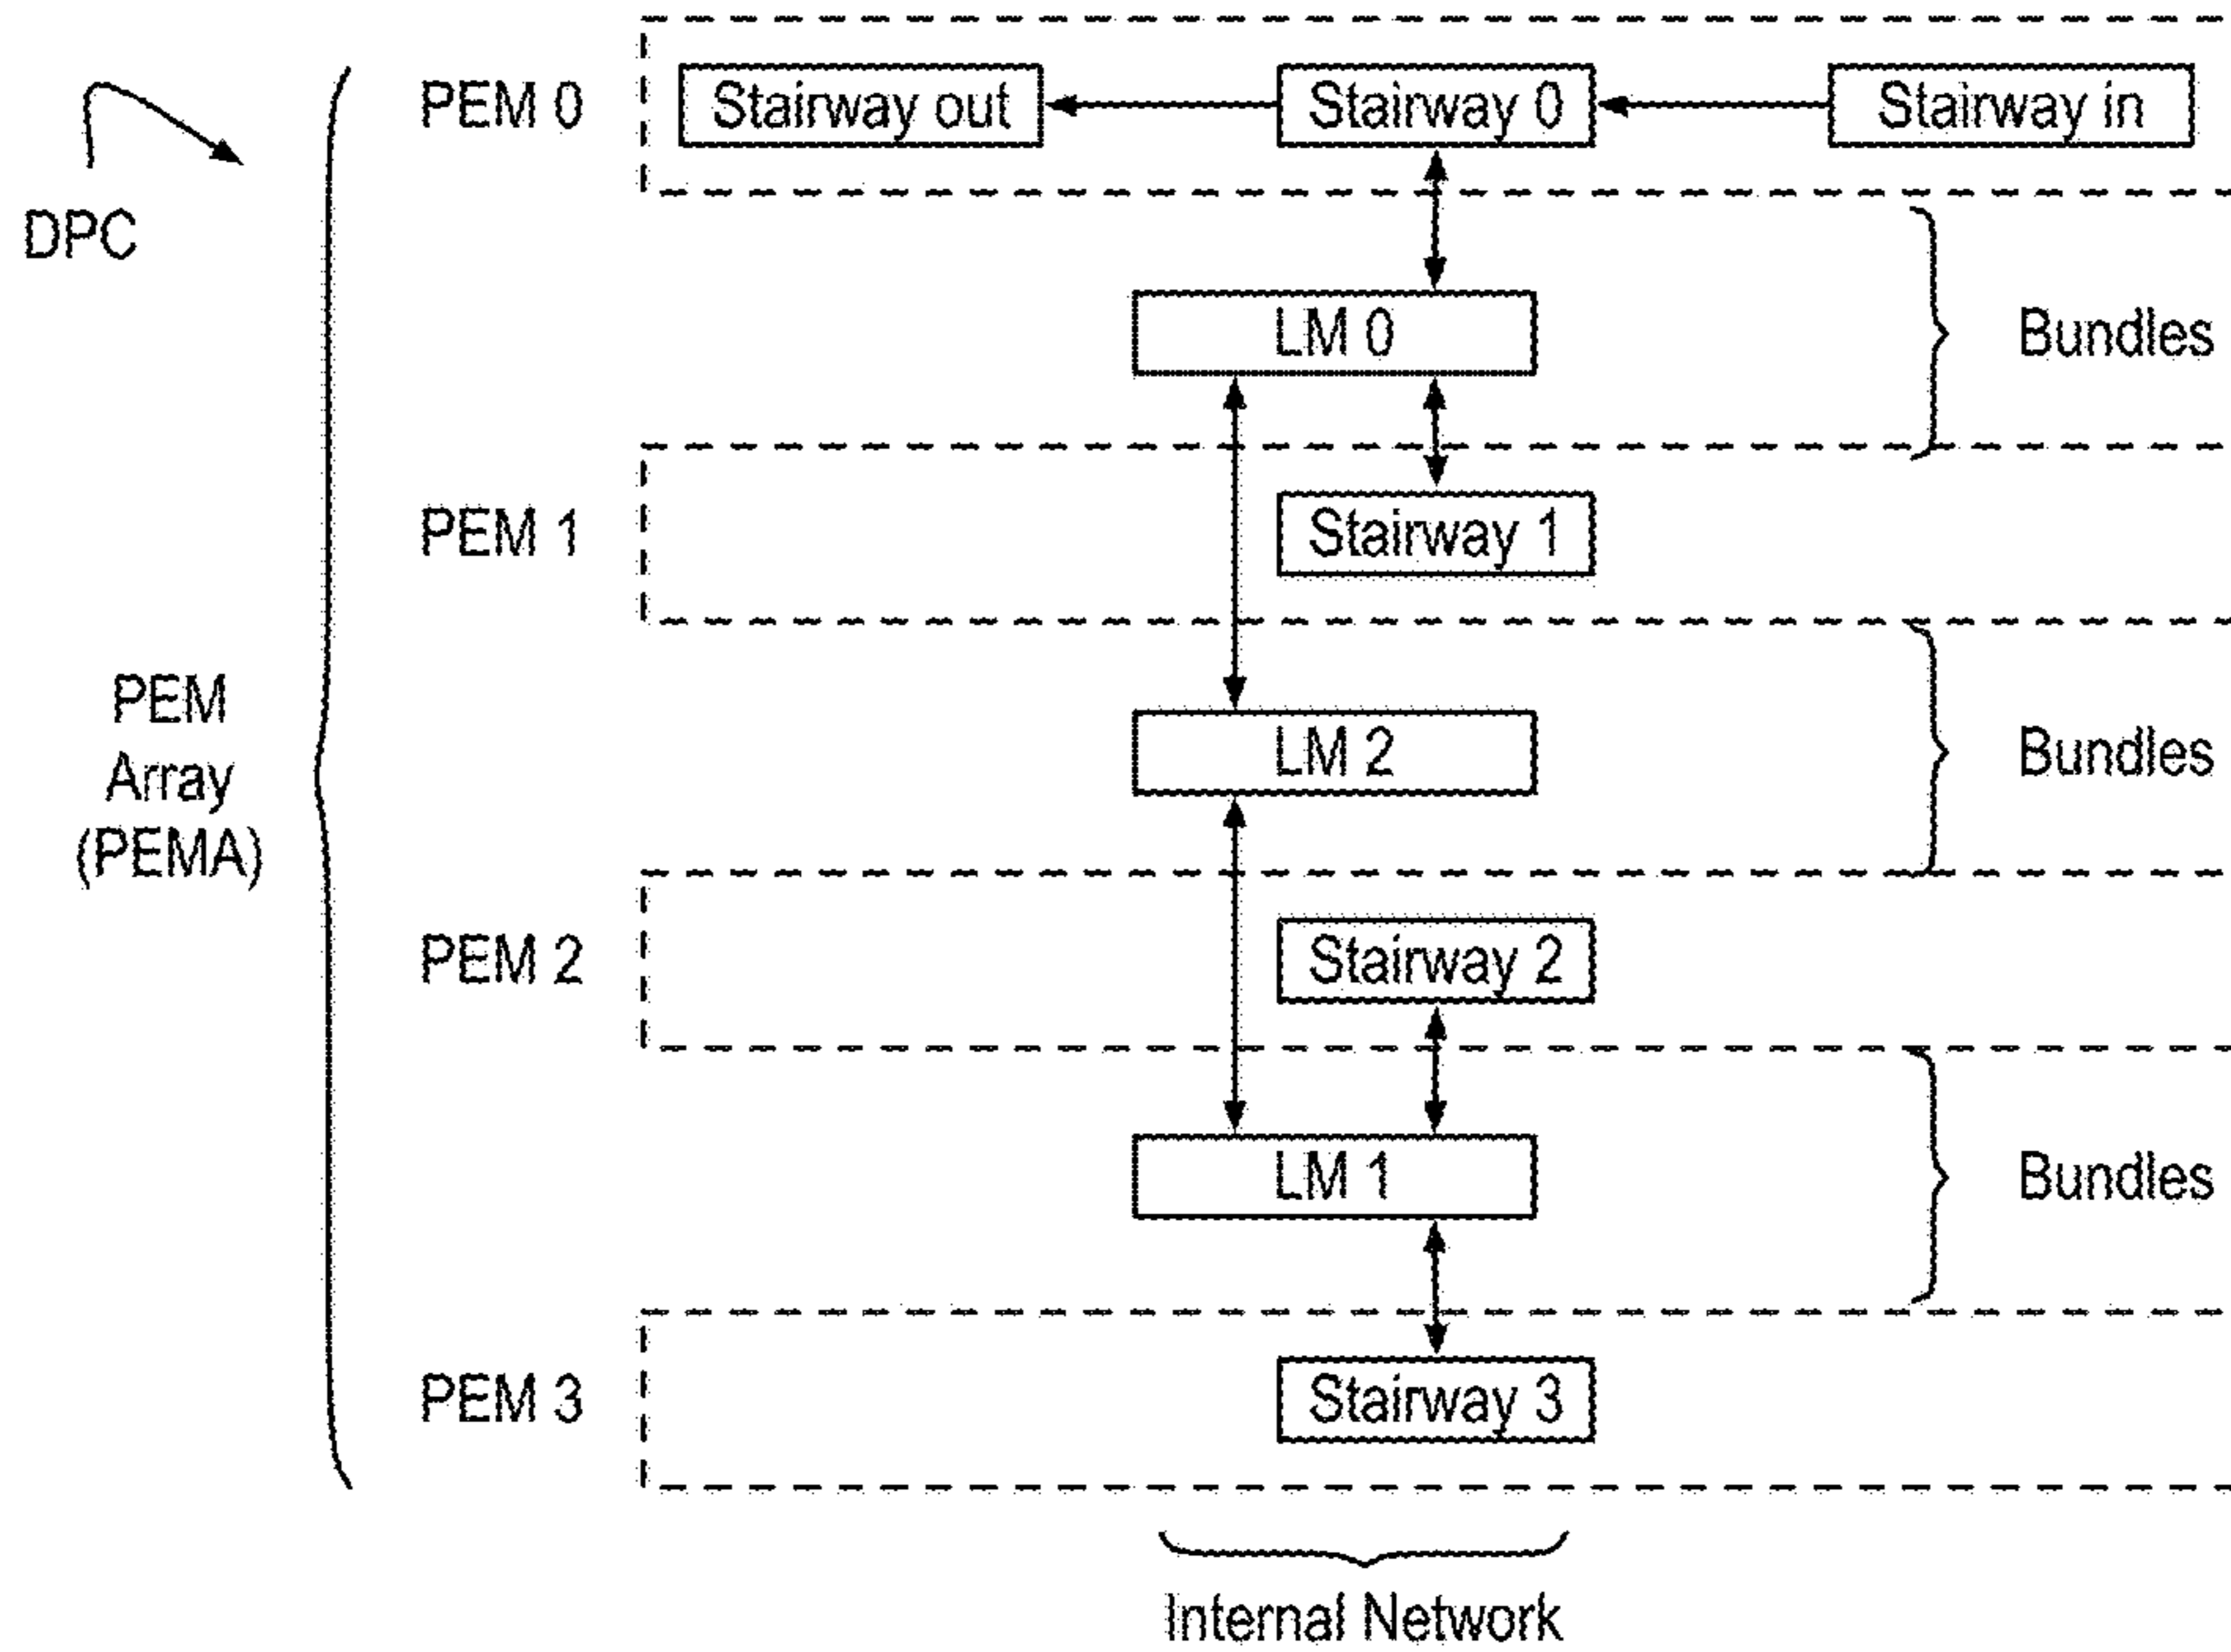 PEM 0
Stairway out
Stairway 0
Stairway in
DPC
LM 0
Bundles
PEM 1
Stairway 1
PEM
Array
(PEMA)
LM 2
Bundles
PEM 2
Stairway 2
LM 1
Bundles
PEM 3
Stairway 3
Internal Network